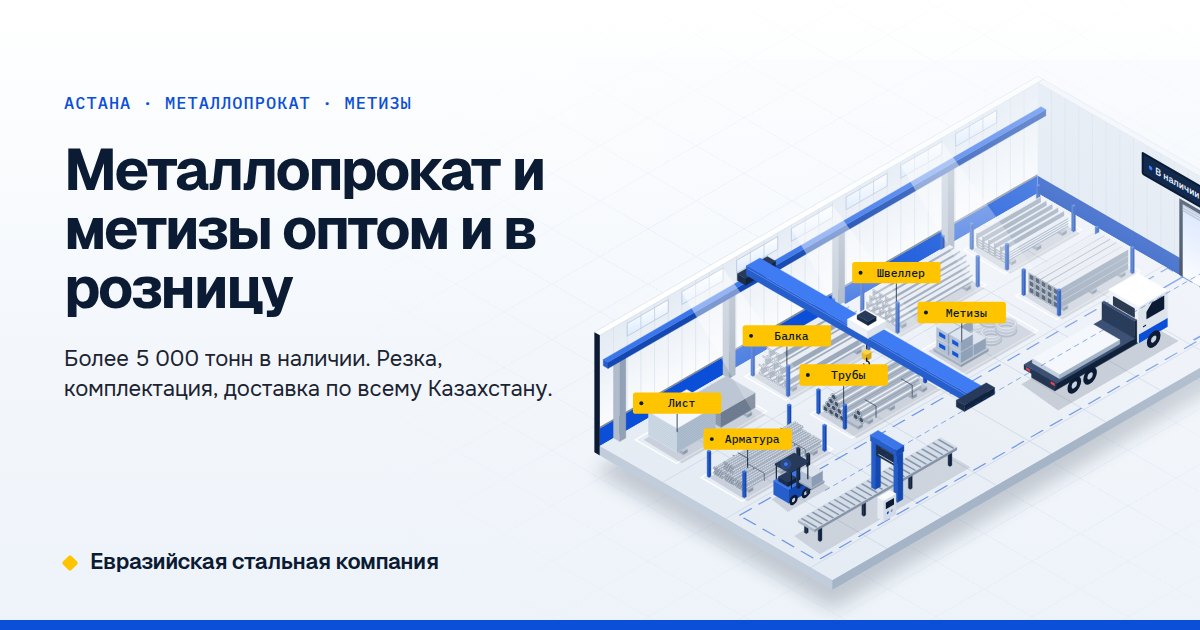 АСТАНА · МЕТАЛЛОПРОКАТ · МЕТИЗЫ
Металлопрокат и
метизы оптом и в
розницу
Более 5 000 тонн в наличии. Резка,
комплектация, доставка по всему Казахстану.
Евразийская стальная компания
В наличии
Швеллер
Метизы
Балка
Трубы
Лист
Арматура